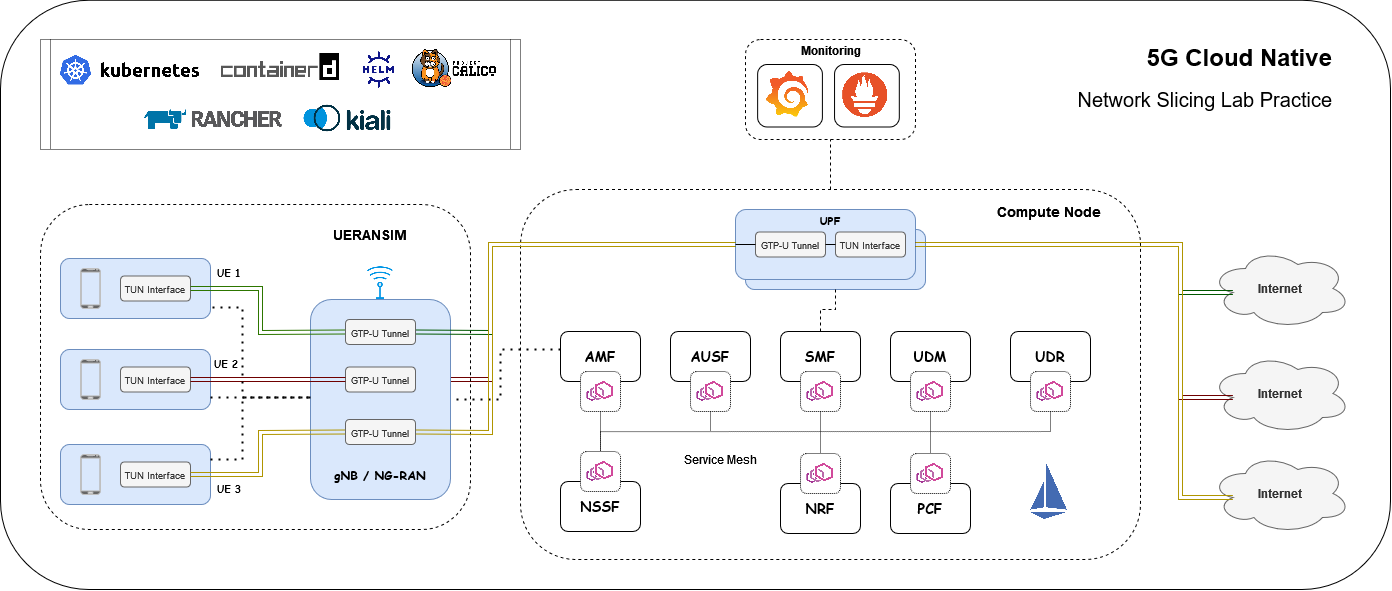 5G Cloud Native
Network Slicing Lab Practice
kubernetes
containerd
HELM
PROJECT
CALICO
RANCHER
kiali
Monitoring
UERANSIM
UE 1
TUN Interface
UE 2
TUN Interface
UE 3
TUN Interface
GTP-U Tunnel
GTP-U Tunnel
GTP-U Tunnel
gNB / NG-RAN
Compute Node
UPF
GTP-U Tunnel
TUN Interface
AMF
AUSF
SMF
UDM
UDR
Service Mesh
NSSF
NRF
PCF
Internet
Internet
Internet